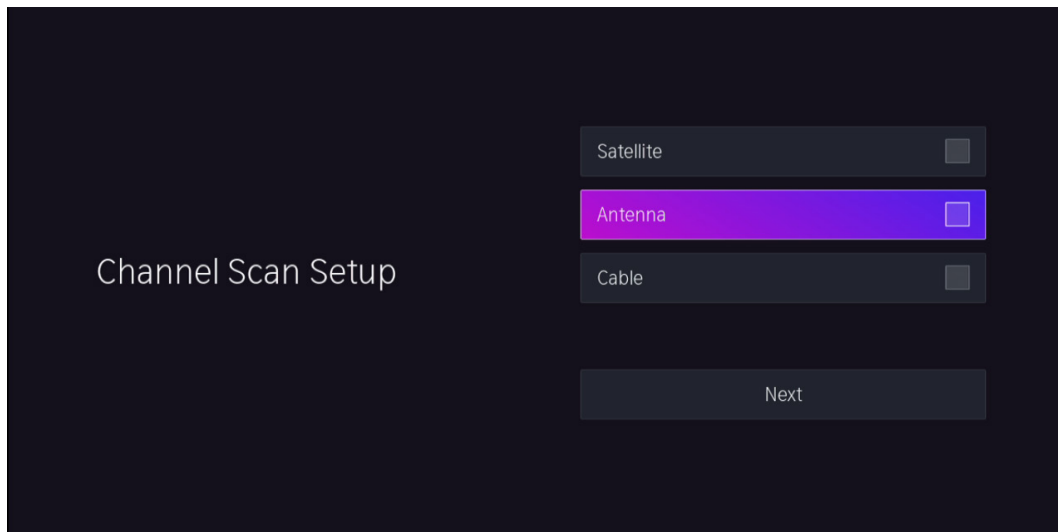 Channel Scan Setup
Satellite
Antenna
Cable
Next